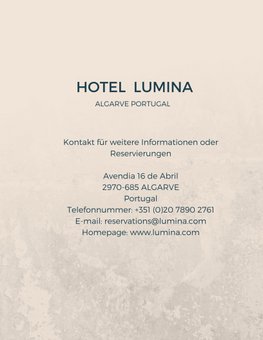 HOTEL LUMINA
ALGARVE PORTUGAL
Kontakt für weitere Informationen oder
Reservierungen
Avendia 16 de Abril
2970-685 ALGARVE
Portugal
Telefonnummer: +351 (0)20 7890 2761
E-mail: reservations@lumina.com
Homepage: www.lumina.com